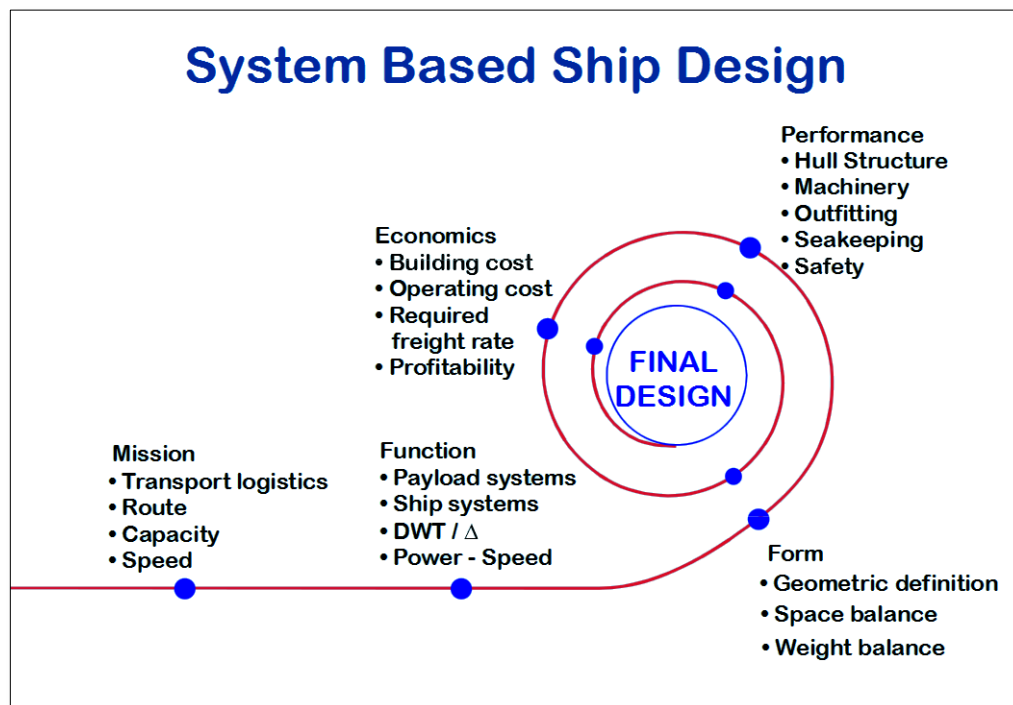 System Based Ship Design
Performance
• Hull Structure
• Machinery
• Outfitting
• Seakeeping
• Safety
Economics
• Building cost
• Operating cost
• Required
freight rate
• Profitability
FINAL
DESIGN
Mission
• Transport logistics
• Route
• Capacity
• Speed
Function
• Payload systems
• Ship systems
• DWT / Δ
• Power - Speed
Form
• Geometric definition
• Space balance
• Weight balance